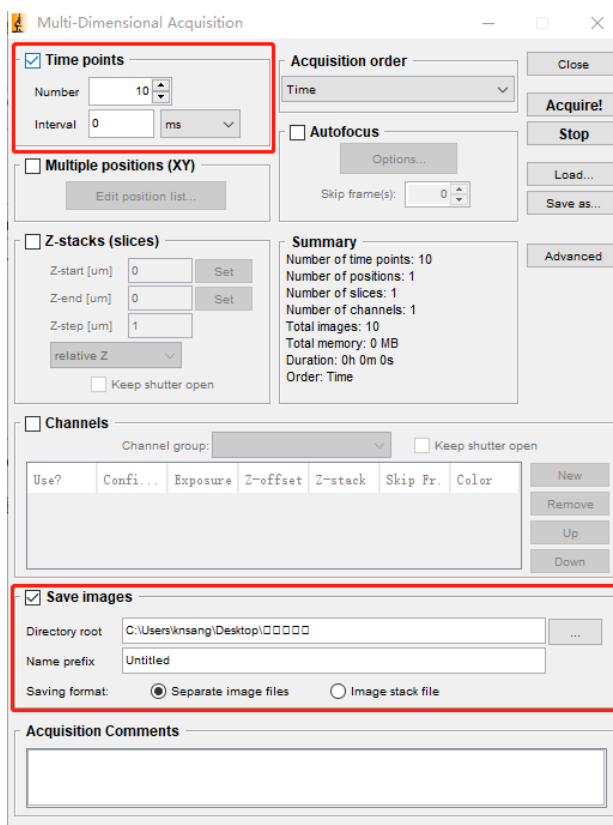 Multi-Dimensional Acquisition
Time points
Number 10
Interval 0 ms
Acquisition order
Time
Close
Acquire!
Stop
Load...
Save as...
Advanced
Autofocus
Options...
Skip frame(s): 0
Multiple positions (XY)
Edit position list...
Z-stacks (slices)
Z-start [um] 0 Set
Z-end [um] 0 Set
Z-step [um] 1
relative Z
Keep shutter open
Summary
Number of time points: 10
Number of positions: 1
Number of slices: 1
Number of channels: 1
Total images: 10
Total memory: 0 MB
Duration: 0h 0m 0s
Order: Time
Channels
Channel group: Keep shutter open
Use? Confi... Exposure Z-offset Z-stack Skip Fr. Color
New
Remove
Up
Down
Save images
Directory root C:\Users\knsang\Desktop\□□□□□ ...
Name prefix Untitled
Saving format: Separate image files Image stack file
Acquisition Comments